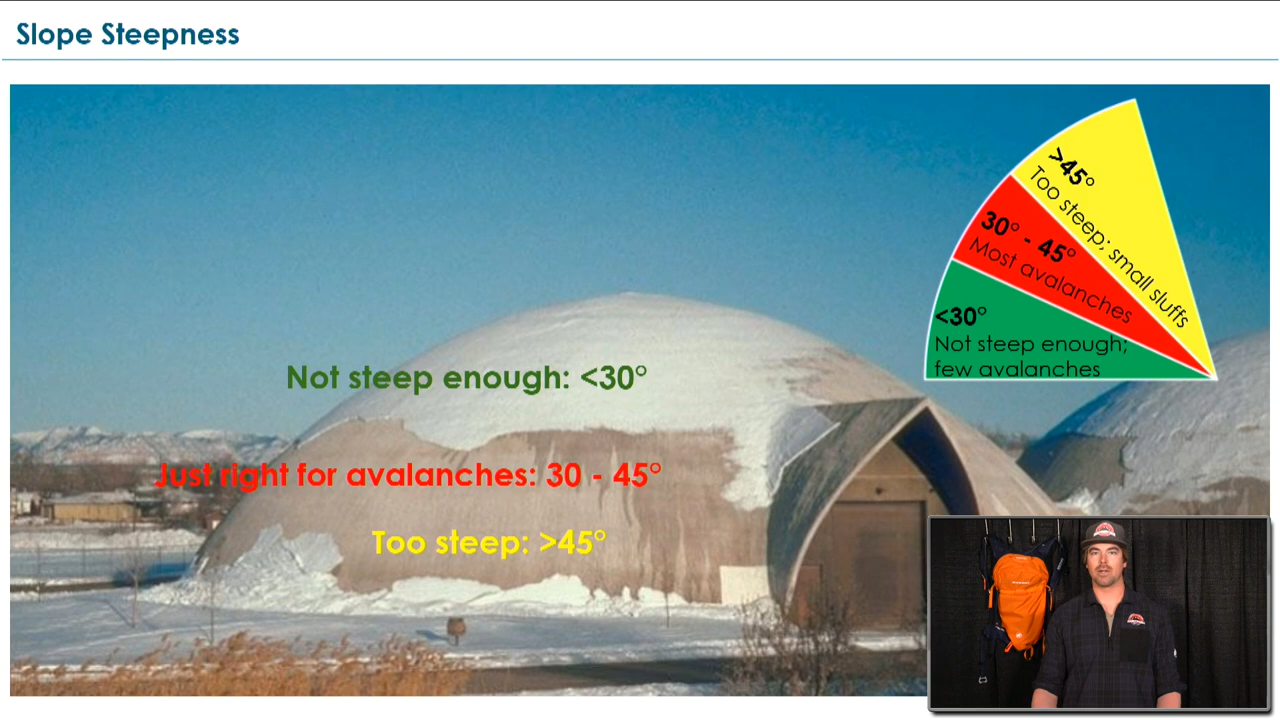 Slope Steepness
>45°
Too steep; small sluffs
30° - 45°
Most avalanches
<30°
Not steep enough;
few avalanches
Not steep enough: <30°
Just right for avalanches: 30 - 45°
Too steep: >45°